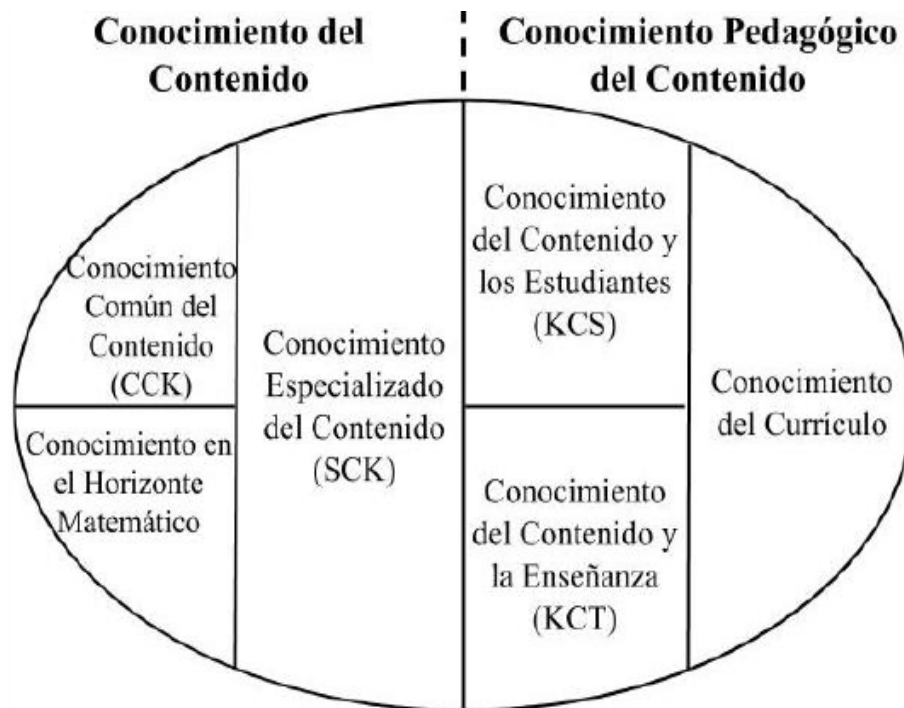 Conocimiento del
Contenido
Conocimiento Pedagógico
del Contenido
Conocimiento
Común del
Contenido
(CCK)
Conocimiento en
el Horizonte
Matemático
Conocimiento
Especializado
del Contenido
(SCK)
Conocimiento
del Contenido y
los Estudiantes
(KCS)
Conocimiento
del Contenido y
la Enseñanza
(KCT)
Conocimiento
del Currículo